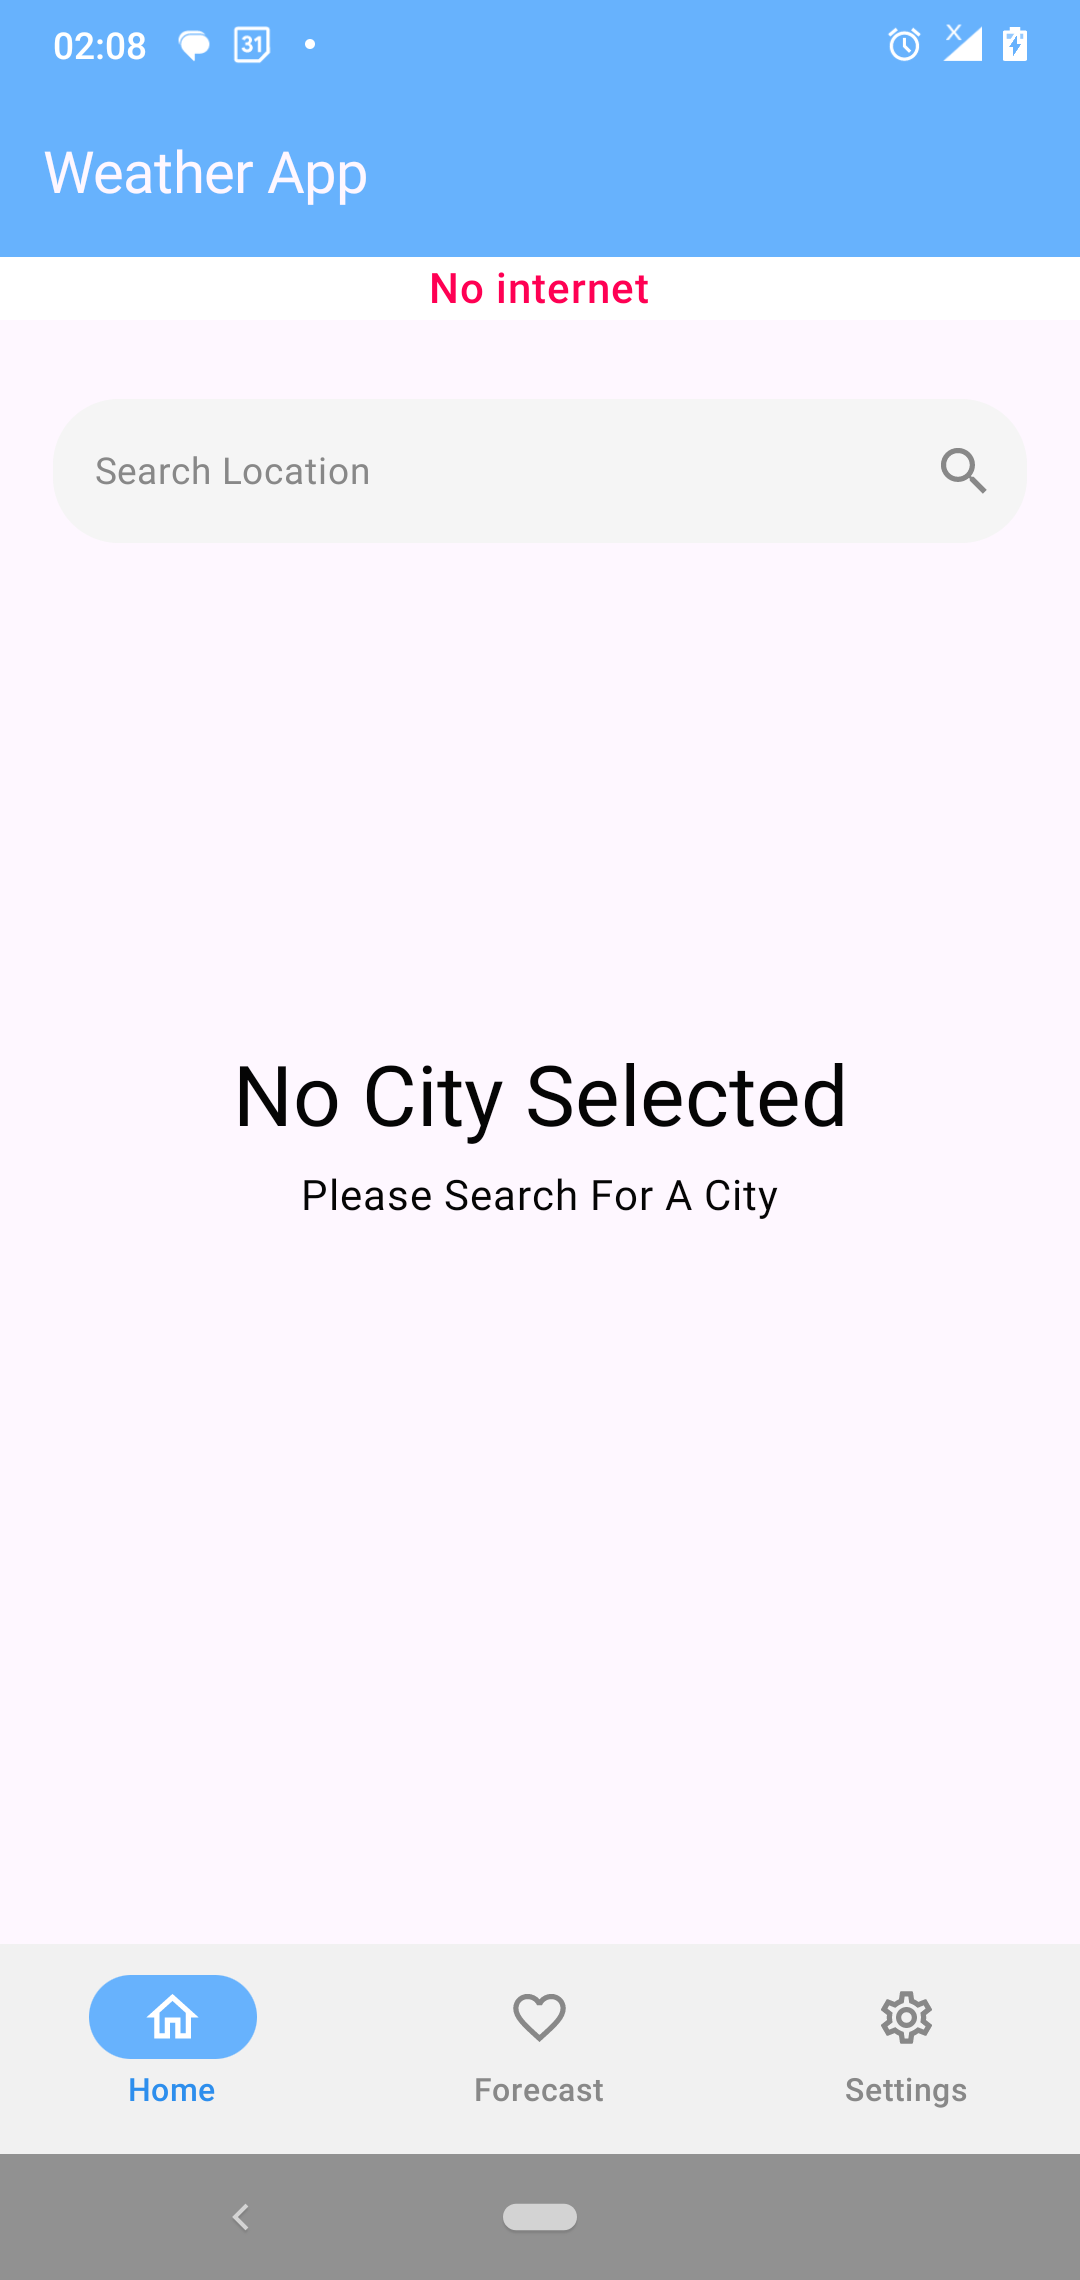 02:08
31
Weather App
No internet
Search Location
No City Selected
Please Search For A City
Home
Forecast
Settings